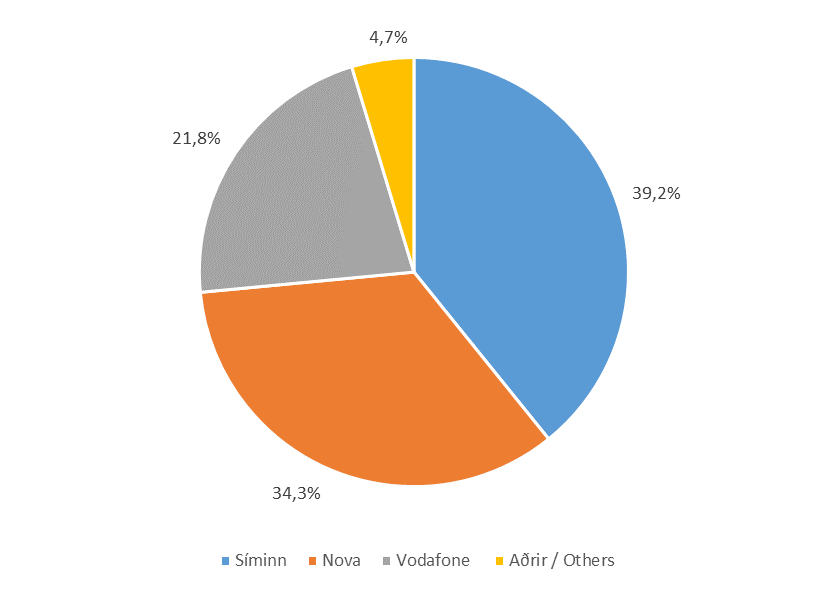 4,7%
21,8%
39,2%
34,3%
Síminn Nova Vodafone Aðrir / Others